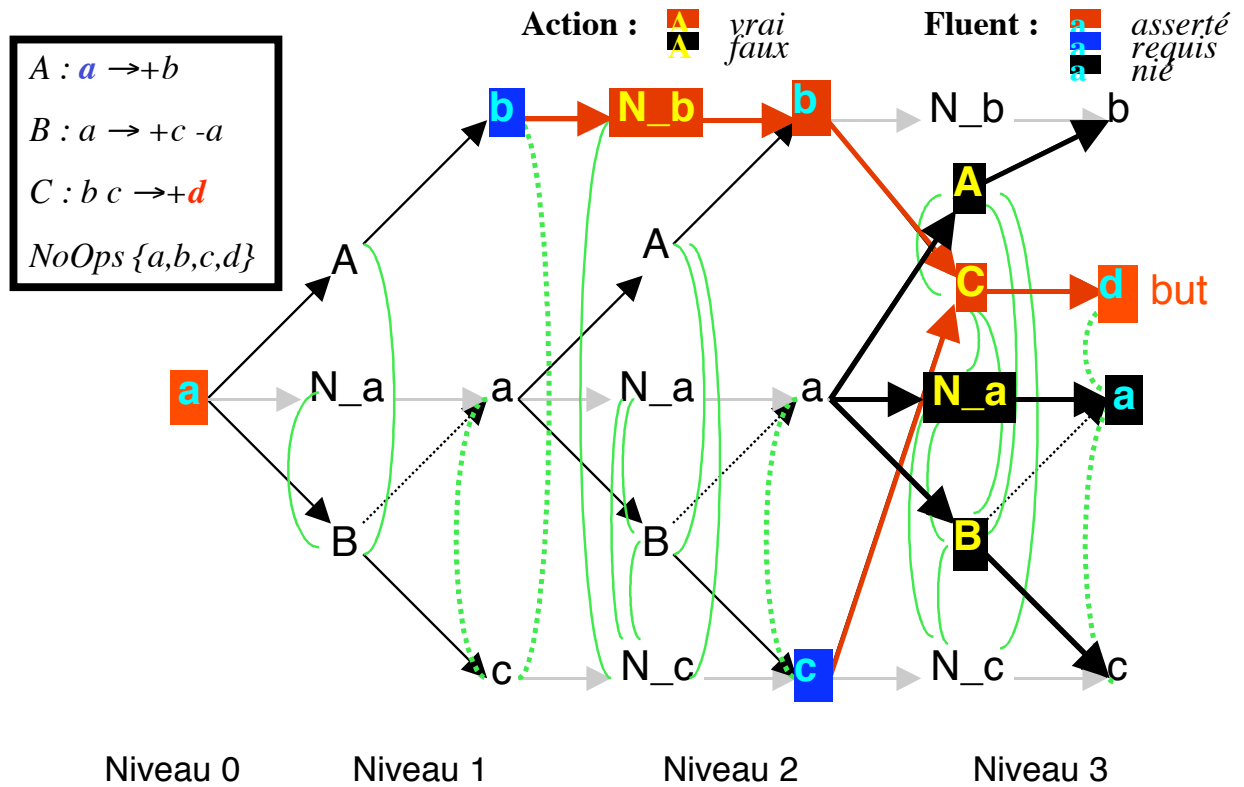 Action : A vrai
A faux
Fluent : a asserté
a requis
a nié
A : a →+b
B : a → +c -a
C : b c →+d
NoOps {a,b,c,d}
b N_b b N_b b
A
A A
C d but
a N_a a N_a a N_a a
B B B
c N_c c N_c c
Niveau 0 Niveau 1 Niveau 2 Niveau 3